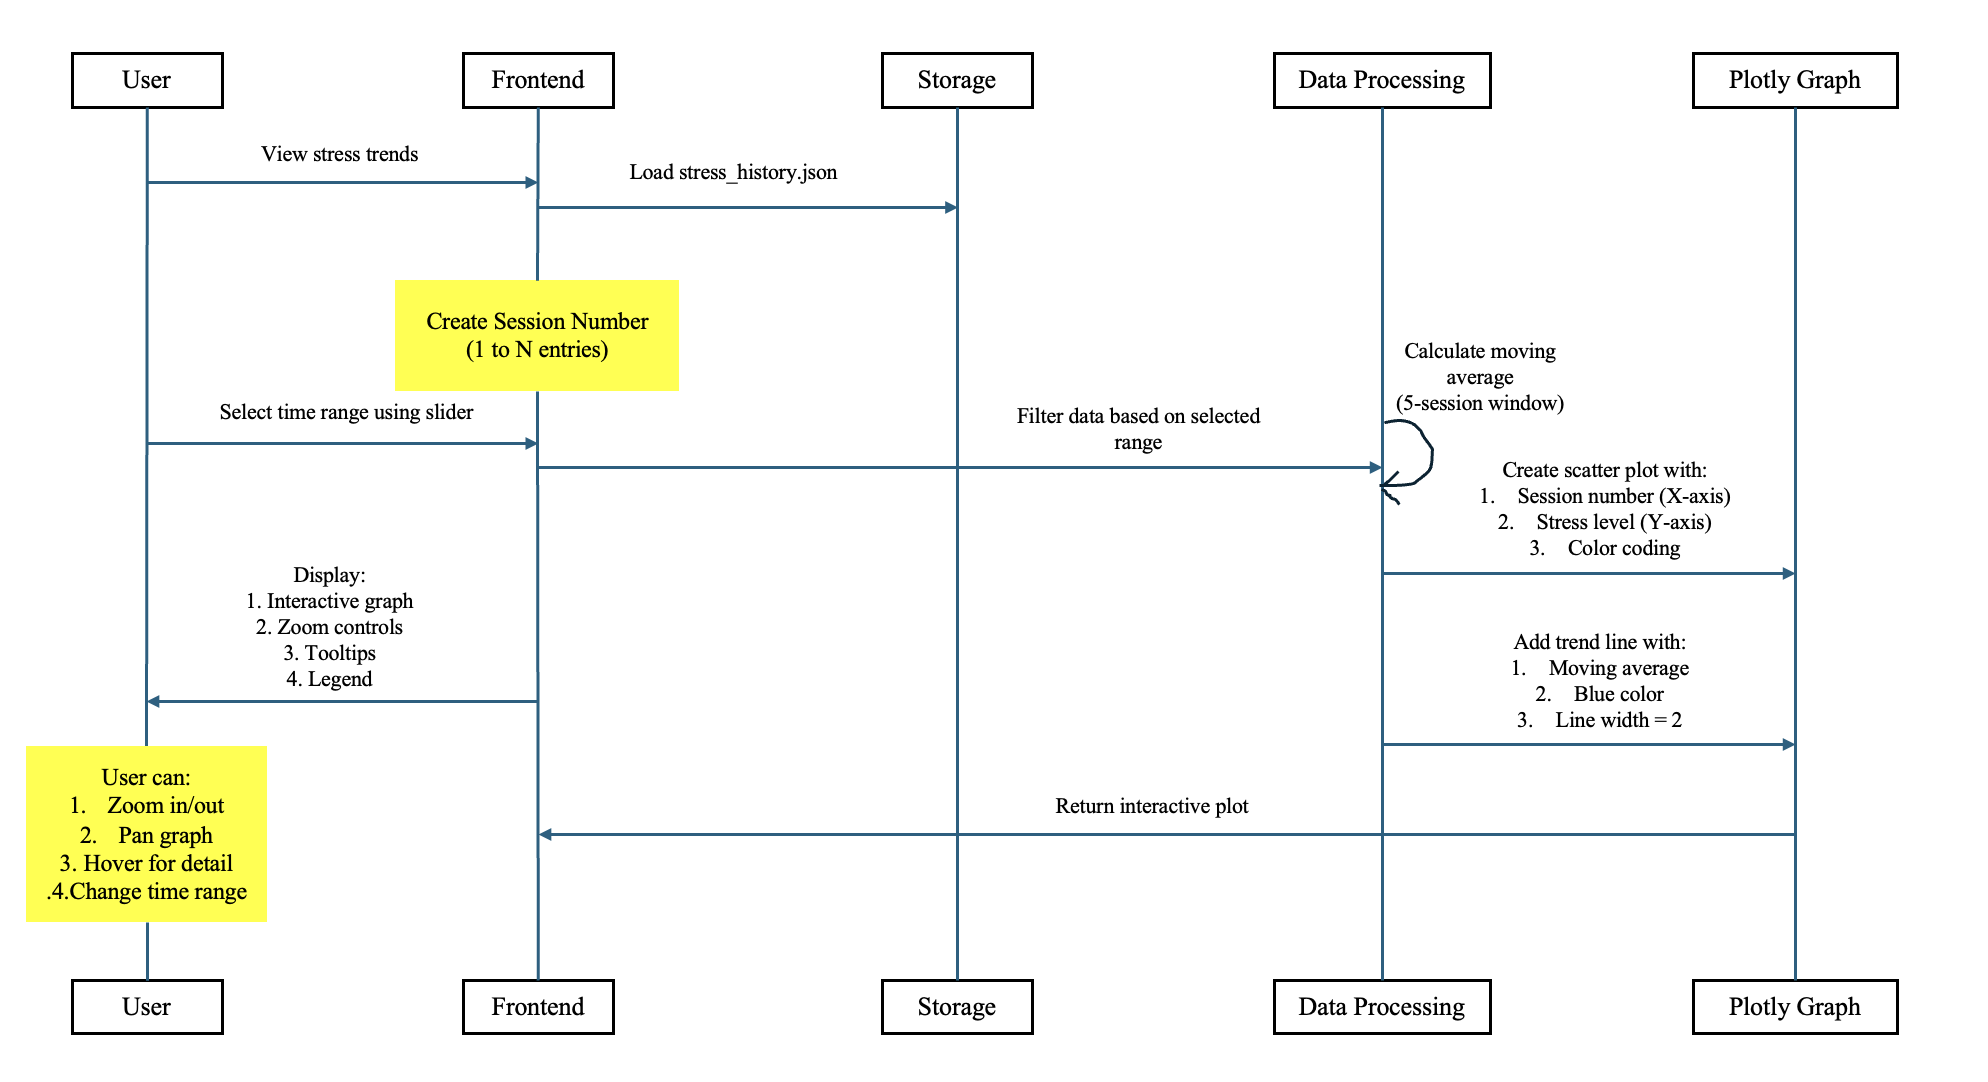 User
Frontend
Storage
Data Processing
Plotly Graph
View stress trends
Load stress_history.json
Create Session Number
(1 to N entries)
Calculate moving
average
(5-session window)
Select time range using slider
Filter data based on selected
range
Create scatter plot with:
1. Session number (X-axis)
2. Stress level (Y-axis)
3. Color coding
Display:
1. Interactive graph
2. Zoom controls
3. Tooltips
4. Legend
Add trend line with:
1. Moving average
2. Blue color
3. Line width = 2
User can:
1. Zoom in/out
2. Pan graph
3. Hover for detail
.4.Change time range
Return interactive plot
User
Frontend
Storage
Data Processing
Plotly Graph